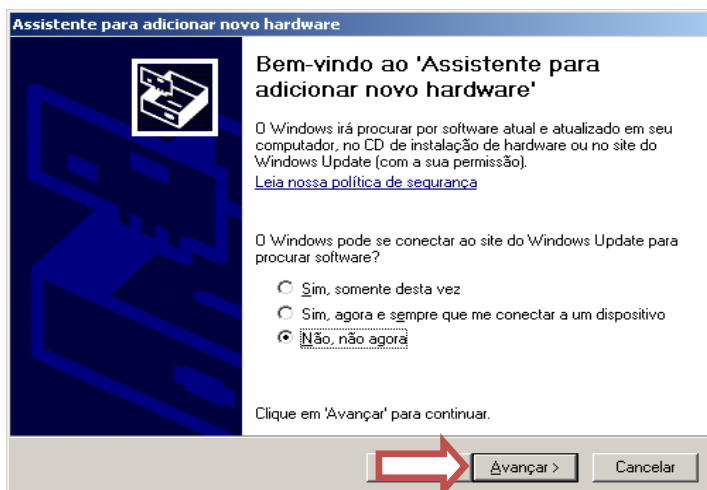 Assistente para adicionar novo hardware
Bem-vindo ao 'Assistente para
adicionar novo hardware'
O Windows irá procurar por software atual e atualizado em seu
computador, no CD de instalação de hardware ou no site do
Windows Update (com a sua permissão).
Leia nossa política de segurança
O Windows pode se conectar ao site do Windows Update para
procurar software?
Sim, somente desta vez
Sim, agora e sempre que me conectar a um dispositivo
Não, não agora
Clique em 'Avançar' para continuar.
Avançar > Cancelar